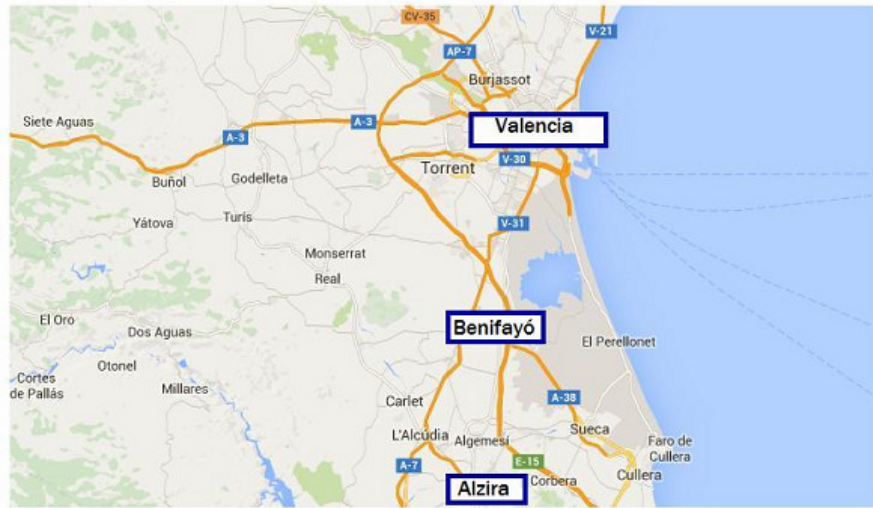 CV-35
V-21
AP-7
Burjassot
Siete Aguas
A-3
A-3
Valencia
Torrent
V-30
Buñol
Godelleta
Yátova
Turís
V-31
Monserrat
Real
El Oro
Dos Aguas
Benifayó
El Perellonet
Otonel
Cortes
de Pallás
Millares
Carlet
A-38
L'Alcúdia
Algemesí
Sueca
Faro de
Cullera
A-7
E-15
Corbera
Cullera
Alzira